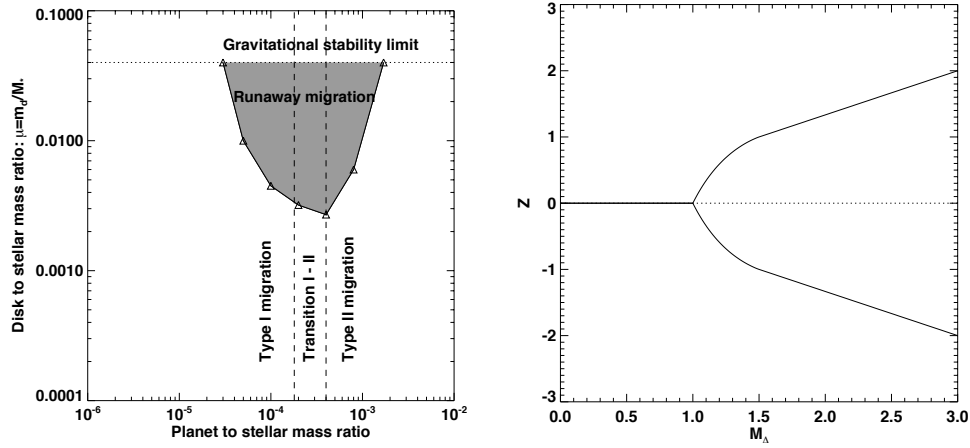 Gravitational stability limit
Runaway migration
Type I migration
Transition I - II
Type II migration
Disk to stellar mass ratio: μ=m_d/M_*
0.1000
0.0100
0.0010
0.0001
10^-6
10^-5
10^-4
10^-3
10^-2
Planet to stellar mass ratio
Z
3
2
1
0
-1
-2
-3
0.0
0.5
1.0
1.5
2.0
2.5
3.0
M_Δ